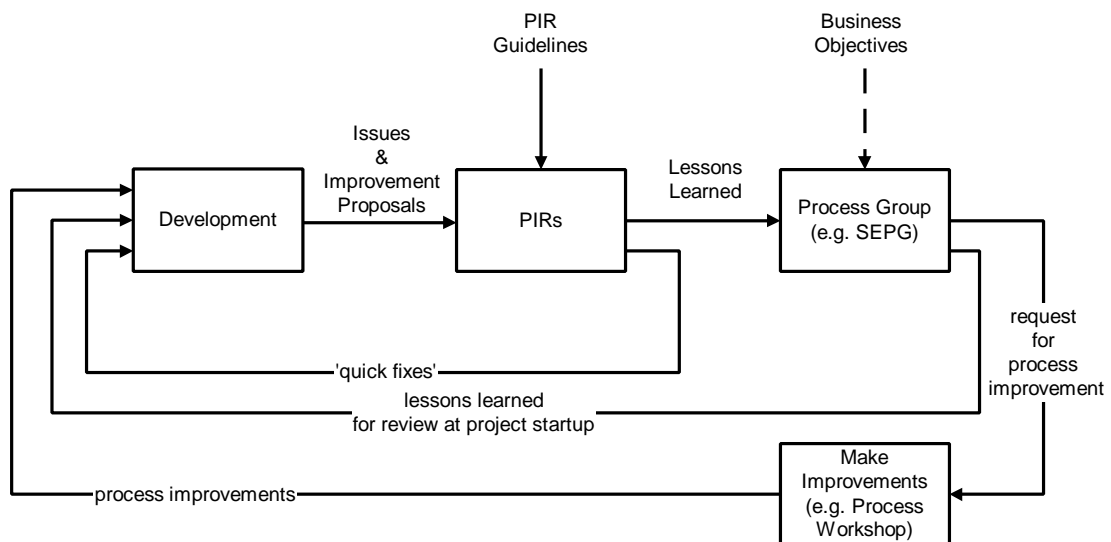 PIR
Guidelines
Business
Objectives
Issues
&
Improvement
Proposals
Lessons
Learned
Development
PIRs
Process Group
(e.g. SEPG)
request
for
process
improvement
'quick fixes'
lessons learned
for review at project startup
Make
Improvements
(e.g. Process
Workshop)
process improvements